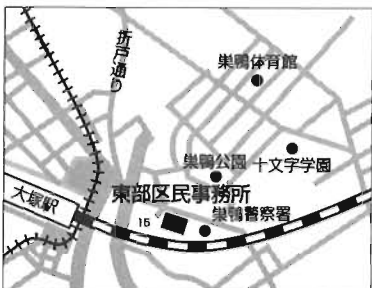 折戸通り
巣鴨体育館
巣鴨公園
十文字学園
大塚駅
東部区民事務所
15
巣鴨警察署